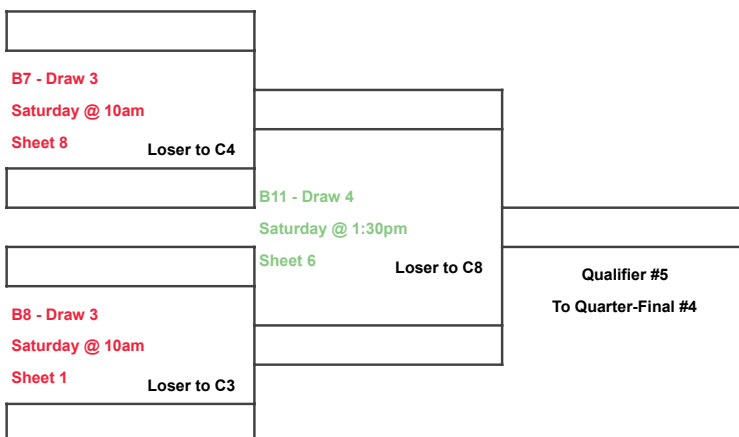 B7 - Draw 3
Saturday @ 10am
Sheet 8
Loser to C4
B11 - Draw 4
Saturday @ 1:30pm
Sheet 6
Loser to C8
Qualifier #5
To Quarter-Final #4
B8 - Draw 3
Saturday @ 10am
Sheet 1
Loser to C3